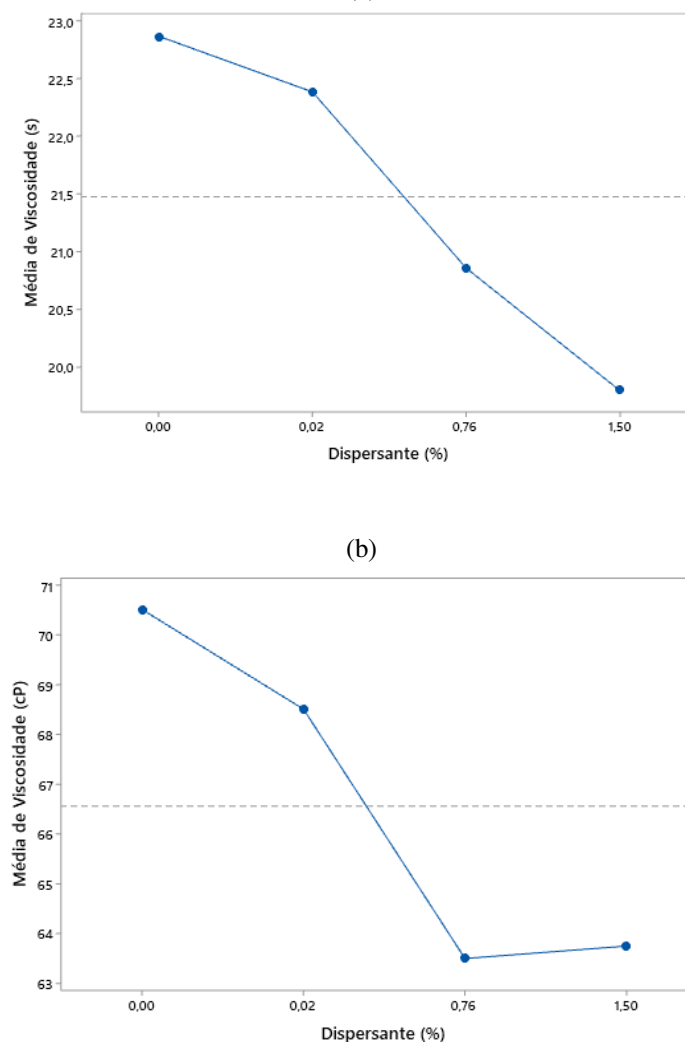 23,0
22,5
22,0
21,5
21,0
20,5
20,0
Média de Viscosidade (s)
0,00 0,02 0,76 1,50
Dispersante (%)
(b)
71
70
69
68
67
66
65
64
63
Média de Viscosidade (cP)
0,00 0,02 0,76 1,50
Dispersante (%)